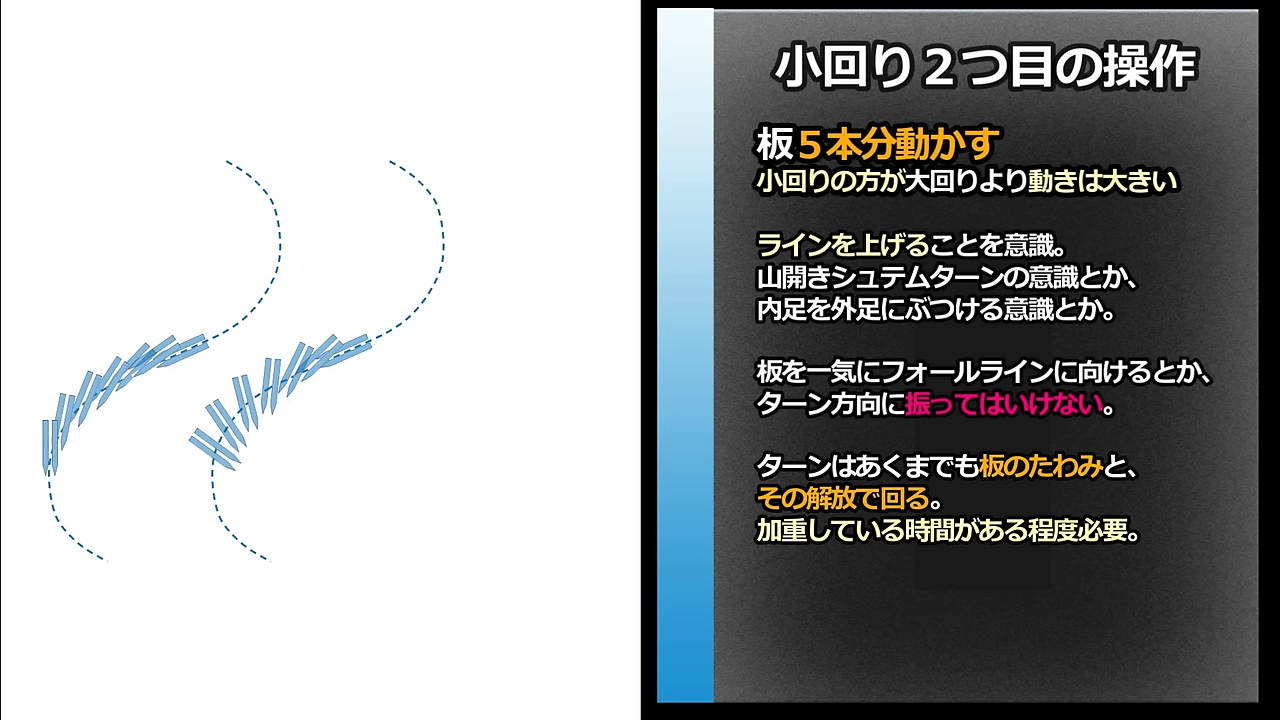 小回り２つ目の操作
板５本分動かす
小回りの方が大回りより動きは大きい
ラインを上げることを意識。
山開きシュテムターンの意識とか、
内足を外足にぶつける意識とか。
板を一気にフォールラインに向けるとか、
ターン方向に振ってはいけない。
ターンはあくまでも板のたわみと、
その解放で回る。
加重している時間がある程度必要。